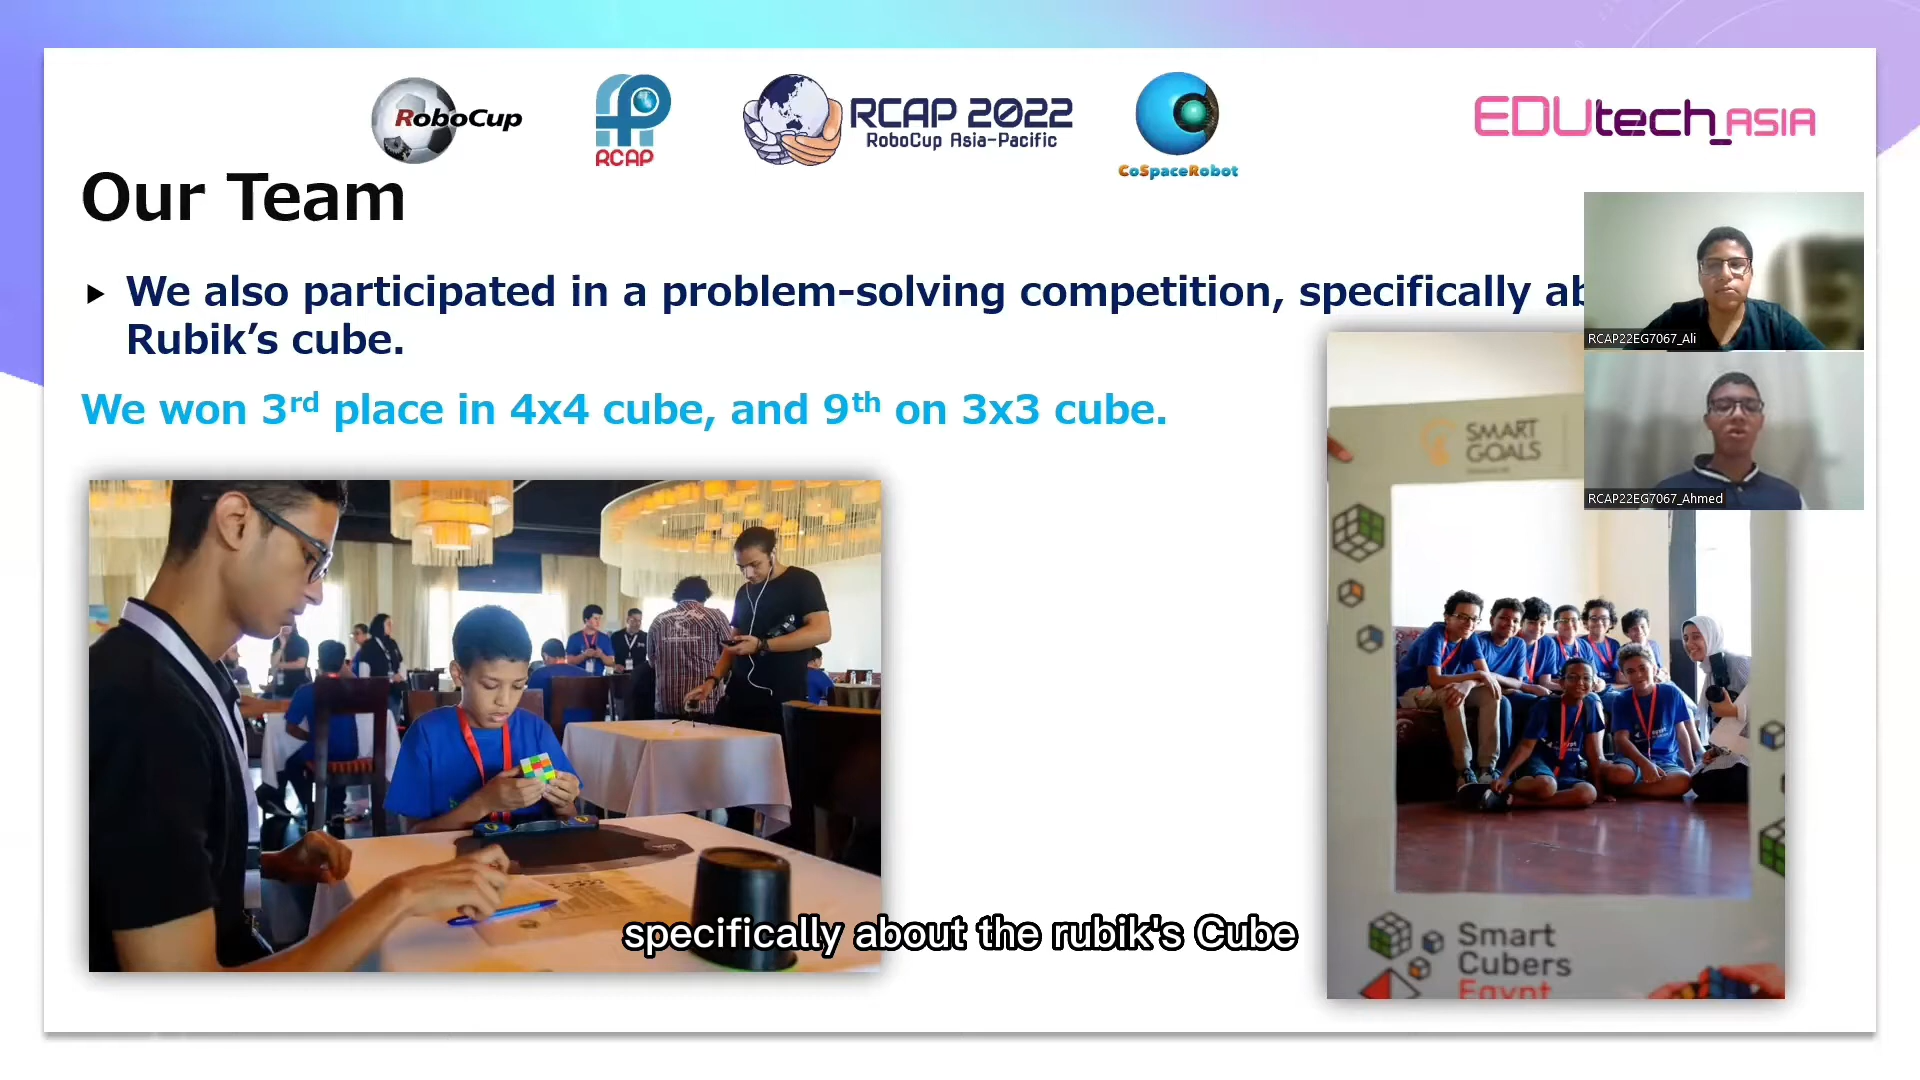 RoboCup
RCAP
RCAP 2022
RoboCup Asia-Pacific
CoSpaceRobot
EDUtech_ASIA
Our Team
We also participated in a problem-solving competition, specifically ab
Rubik’s cube.
We won 3rd place in 4x4 cube, and 9th on 3x3 cube.
RCAP22EG7067_Ali
RCAP22EG7067_Ahmed
SMART
GOALS
Smart
Cubers
Egypt
specifically about the rubik's Cube